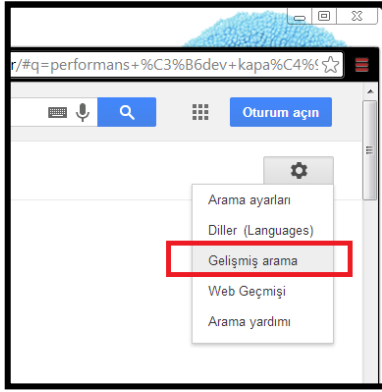 r/#q=performans+%C3%B6dev+kapa%C4%9
Oturum açın
Arama ayarları
Diller (Languages)
Gelişmiş arama
Web Geçmişi
Arama yardımı